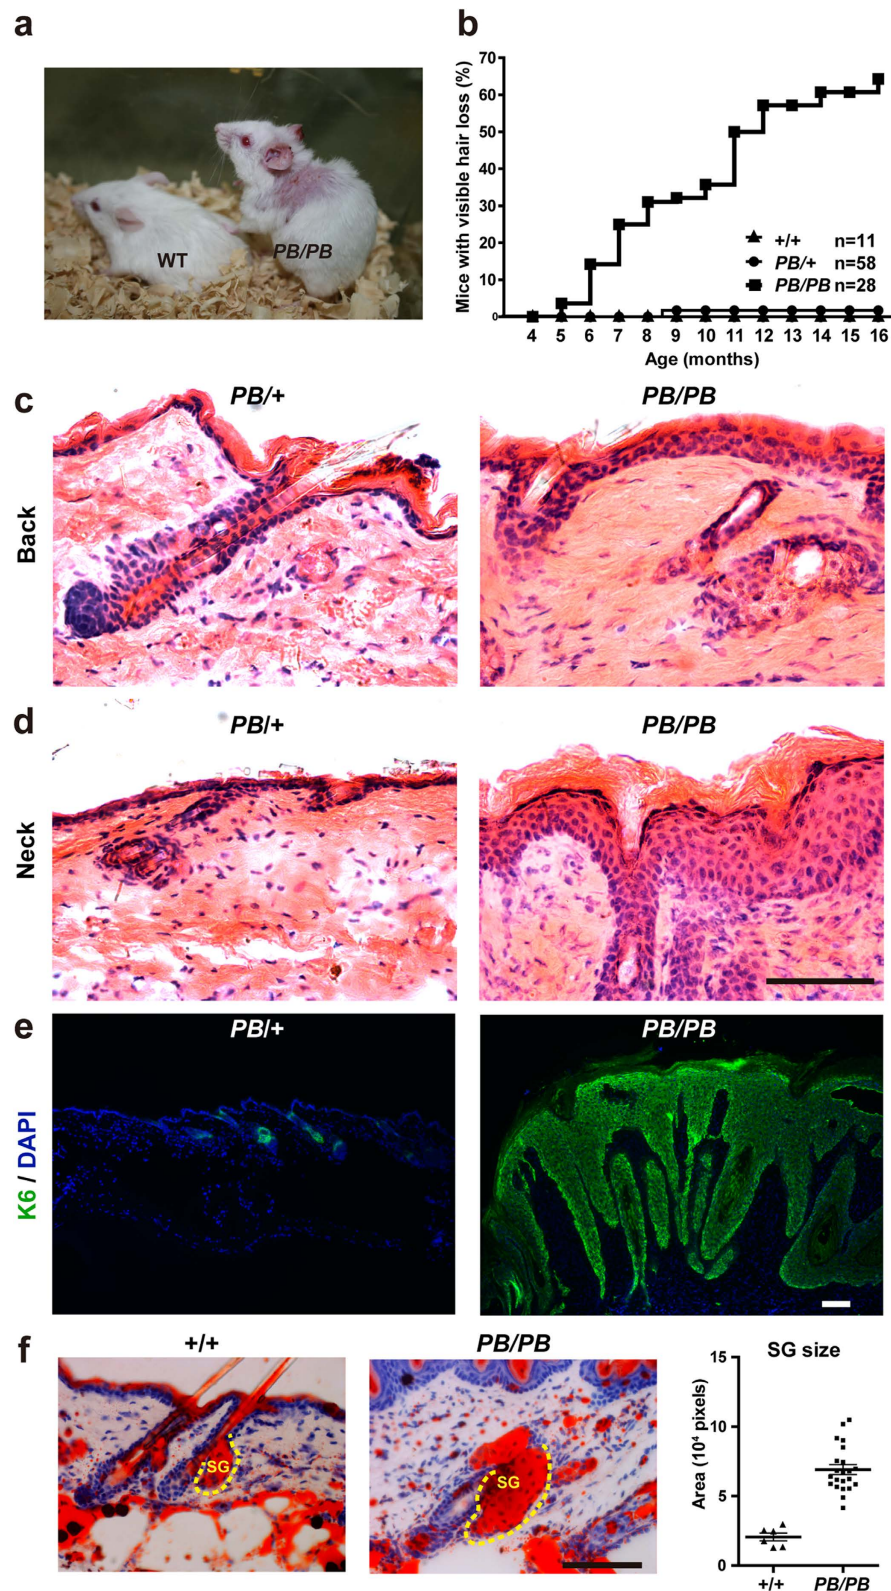 a
WT
PB/PB
b
Mice with visible hair loss (%)
70
60
50
40
30
20
10
0
+/+ n=11
PB/+ n=58
PB/PB n=28
4 5 6 7 8 9 10 11 12 13 14 15 16
Age (months)
c
PB/+
PB/PB
Back
d
PB/+
PB/PB
Neck
e
PB/+
PB/PB
K6 / DAPI
f
+/+
SG
PB/PB
SG
SG size
Area (10⁴ pixels)
15
10
5
0
+/+
PB/PB